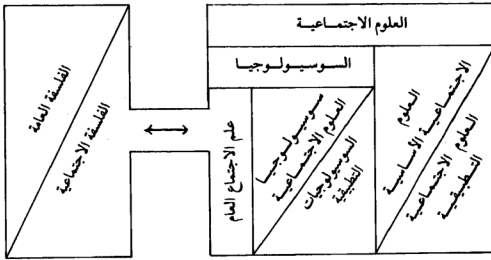 العلوم الاجتماعية
السوسيولوجيا
العلوم
الاجتماعية الأساسية
العلوم الاجتماعية
التطبيقية
سوسيولوجيا
العلوم الاجتماعية
السوسيولوجيات
التطبيقية
علم الاجتماع العام
الفلسفة العامة
الفلسفة الاجتماعية